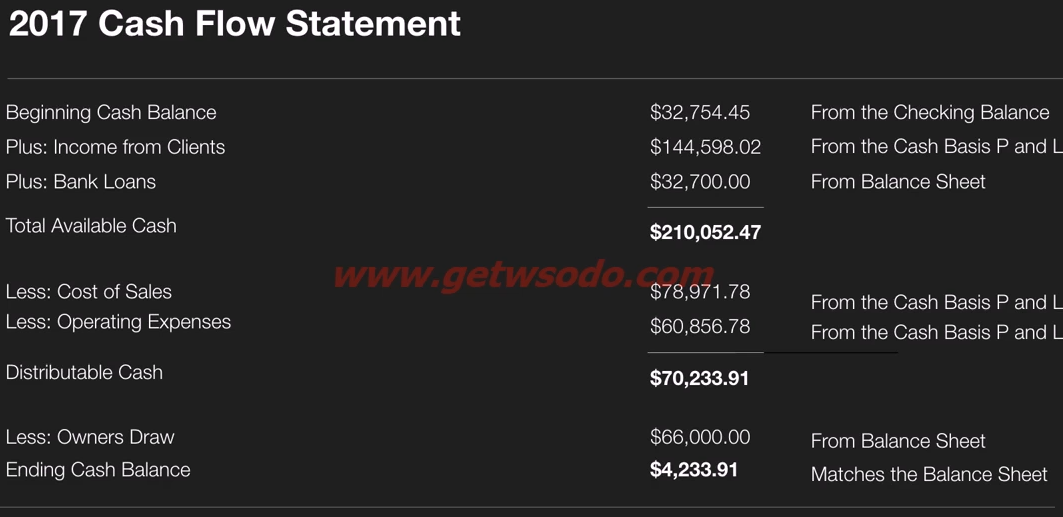 2017 Cash Flow Statement
Beginning Cash Balance $32,754.45 From the Checking Balance
Plus: Income from Clients $144,598.02 From the Cash Basis P and L
Plus: Bank Loans $32,700.00 From Balance Sheet
Total Available Cash $210,052.47
www.getwsodo.com
Less: Cost of Sales $78,971.78 From the Cash Basis P and L
Less: Operating Expenses $60,856.78 From the Cash Basis P and L
Distributable Cash $70,233.91
Less: Owners Draw $66,000.00 From Balance Sheet
Ending Cash Balance $4,233.91 Matches the Balance Sheet